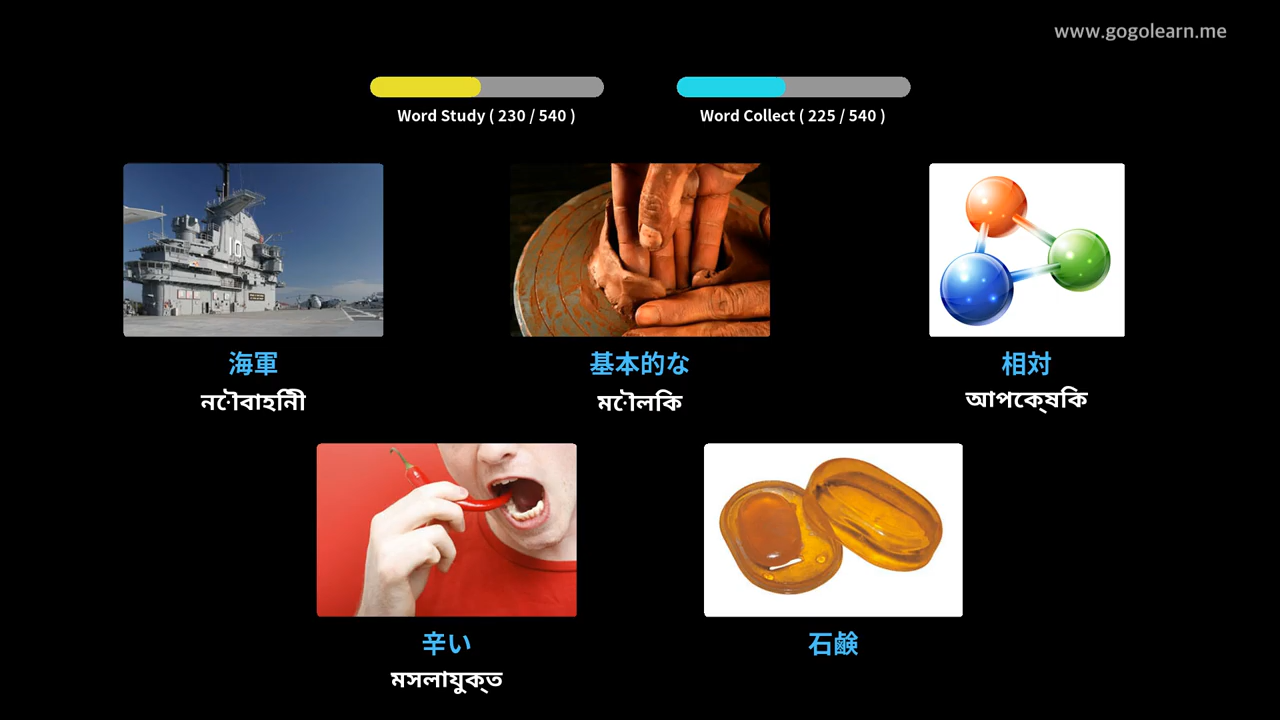 www.gogolearn.me
Word Study ( 230 / 540 )
Word Collect ( 225 / 540 )
10
海軍
基本的な
相対
নৌবাহিনী
মৌলিক
আপেক্ষিক
辛い
石鹸
মসলাযুক্ত